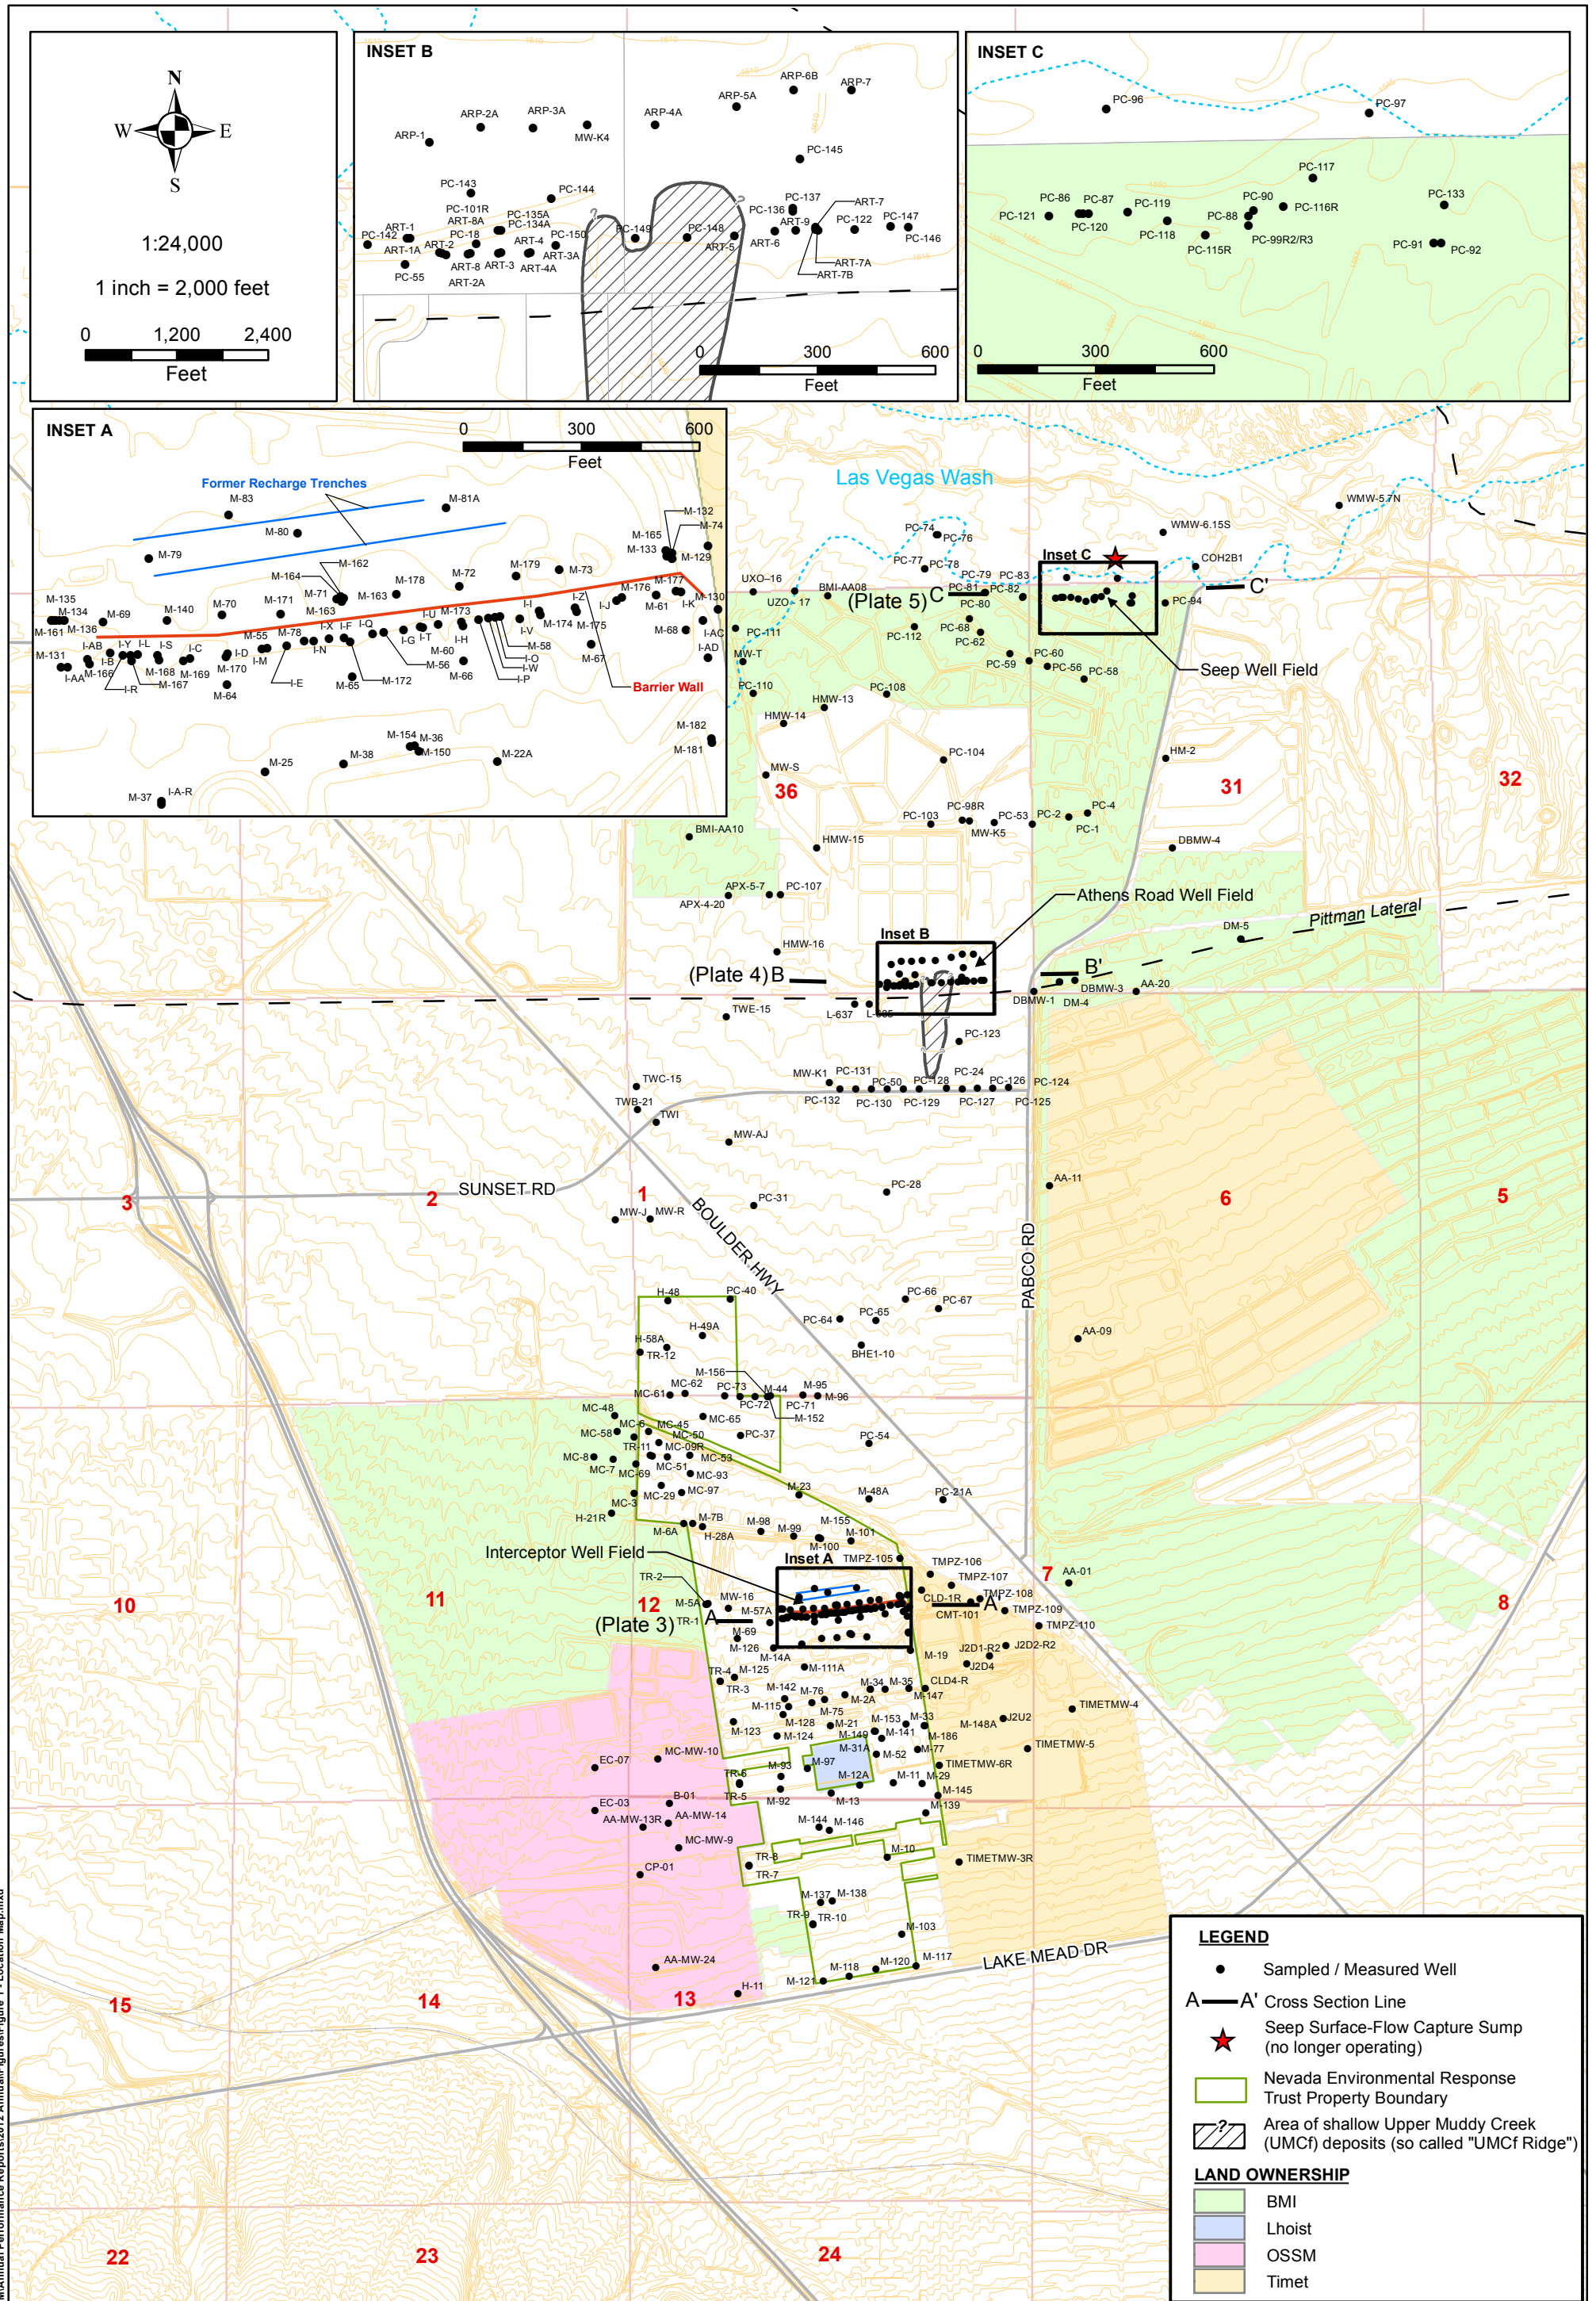 N
W
E
S
1:24,000
1 inch = 2,000 feet
0 1,200 2,400
Feet
INSET B
ARP-6B
ARP-7
ARP-5A
ARP-2A
ARP-3A
ARP-4A
ARP-1
MW-K4
PC-145
PC-143
PC-144
PC-101R
ART-8A
PC-135A
PC-134A
PC-137
PC-136
ART-7
ART-1
PC-142
PC-18
ART-9
PC-122
PC-147
ART-1A
ART-2
ART-4
PC-150
PC-149
PC-148
ART-5
ART-6
PC-146
PC-55
ART-8
ART-3
ART-3A
ART-4A
ART-2A
ART-7A
ART-7B
0 300 600
Feet
INSET C
PC-96
PC-97
PC-117
PC-86
PC-87
PC-119
PC-90
PC-133
PC-121
PC-120
PC-88
PC-116R
PC-118
PC-115R
PC-99R2/R3
PC-91
PC-92
0 300 600
Feet
INSET A
0 300 600
Feet
Former Recharge Trenches
M-83
M-81A
M-80
M-79
M-132
M-74
M-165
M-133
M-129
M-162
M-164
M-71
M-163
M-163
M-178
M-72
M-179
M-73
M-135
M-134
M-161
M-136
M-69
M-140
M-70
M-171
M-177
M-176
M-130
M-61
I-K
I-J
I-Z
I-I
M-173
I-U
I-X
I-F
I-Q
I-G
I-T
I-H
I-V
M-174
M-175
M-68
I-AC
I-AD
M-55
M-78
I-N
I-M
I-E
M-56
M-60
M-66
M-58
I-O
I-W
I-P
M-67
I-AB
I-Y
I-L
I-S
I-C
I-D
M-131
I-AA
M-166
I-B
I-R
M-167
M-168
M-169
M-170
M-64
M-65
M-172
Barrier Wall
M-154
M-36
M-150
M-38
M-25
M-22A
M-182
M-181
M-37
I-A-R
Las Vegas Wash
WMW-5.7N
WMW-6.15S
COH2B1
PC-74
PC-76
PC-77
PC-78
PC-79
PC-83
Inset C
UXO-16
UZO-17
BMI-AA08
(Plate 5) C
C'
PC-81
PC-82
PC-80
PC-94
PC-68
PC-62
PC-112
PC-111
MW-T
PC-59
PC-60
PC-56
PC-58
Seep Well Field
PC-110
PC-108
HMW-13
HMW-14
MW-S
PC-104
HM-2
36
31
32
PC-98R
PC-103
MW-K5
PC-53
PC-2
PC-4
PC-1
BMI-AA10
HMW-15
DBMW-4
APX-5-7
PC-107
APX-4-20
Athens Road Well Field
Inset B
HMW-16
Pittman Lateral
DM-5
(Plate 4) B
B'
DBMW-3
DBMW-1
DM-4
AA-20
L-637
L-635
TWE-15
PC-123
TWC-15
TWB-21
TWI
MW-K1
PC-131
PC-50
PC-128
PC-24
PC-126
PC-124
PC-132
PC-130
PC-129
PC-127
PC-125
MW-AJ
AA-11
SUNSET RD
3
2
1
6
5
PC-31
PC-28
MW-J
MW-R
BOULDER HWY
PABCO RD
H-48
PC-40
PC-66
PC-67
PC-64
PC-65
H-49A
H-58A
TR-12
BHE1-10
AA-09
M-156
MC-62
MC-61
PC-73
M-44
M-95
M-96
PC-72
PC-71
M-152
MC-48
MC-6
MC-45
MC-65
MC-58
MC-50
PC-37
PC-54
TR-11
MC-09R
MC-53
MC-8
MC-7
MC-51
MC-69
MC-93
MC-29
MC-97
MC-3
H-21R
M-23
M-48A
PC-21A
M-6A
M-7B
H-28A
M-98
M-99
M-155
M-100
M-101
Interceptor Well Field
Inset A
TMPZ-105
TMPZ-106
TMPZ-107
TMPZ-108
TMPZ-109
TMPZ-110
7
AA-01
10
11
12
8
TR-2
M-5A
MW-16
M-57A
TR-1
(Plate 3)
A
A'
CLD-1R
CMT-101
M-69
M-126
M-14A
M-19
J2D1-R2
J2D2-R2
J2D4
M-111A
TR-4
M-125
TR-3
M-142
M-76
M-34
M-35
CLD4-R
M-2A
M-147
M-115
M-75
M-128
M-21
M-153
M-33
M-148A
J2U2
TIMETMW-4
M-123
M-124
M-149
M-141
M-186
M-31A
M-52
M-77
TIMETMW-5
TIMETMW-6R
EC-07
MC-MW-10
M-93
M-97
TR-6
TR-5
M-12A
M-11
M-29
M-145
M-92
M-13
M-139
EC-03
B-01
AA-MW-13R
AA-MW-14
MC-MW-9
M-144
M-146
M-10
TIMETMW-3R
CP-01
TR-8
TR-7
M-137
M-138
TR-9
TR-10
M-103
M-120
M-117
M-118
M-121
LAKE MEAD DR
AA-MW-24
H-11
15
14
13
22
23
24
LEGEND
Sampled / Measured Well
A A' Cross Section Line
Seep Surface-Flow Capture Sump
(no longer operating)
Nevada Environmental Response
Trust Property Boundary
Area of shallow Upper Muddy Creek
(UMCf) deposits (so called "UMCf Ridge")
LAND OWNERSHIP
BMI
Lhoist
OSSM
Timet